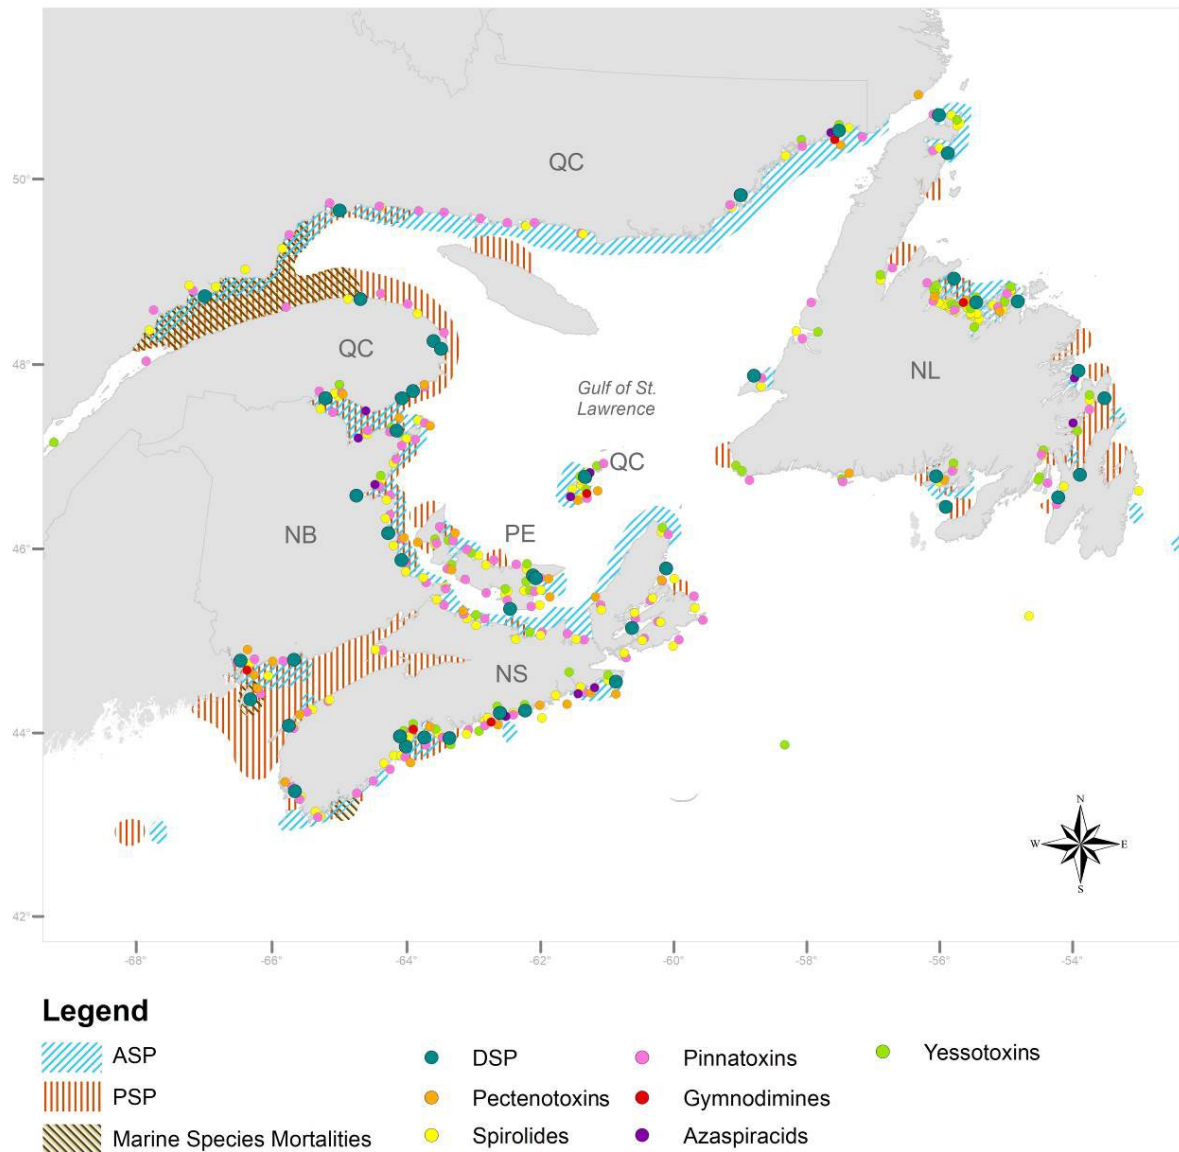 QC
50°
48°
QC
Gulf of St.
Lawrence
NL
QC
NB
PE
46°
NS
44°
N
W
E
S
42°
-68°
-66°
-64°
-62°
-60°
-58°
-56°
-54°
Legend
ASP
DSP
Pinnatoxins
Yessotoxins
PSP
Pectenotoxins
Gymnodimines
Marine Species Mortalities
Spirolides
Azaspiracids